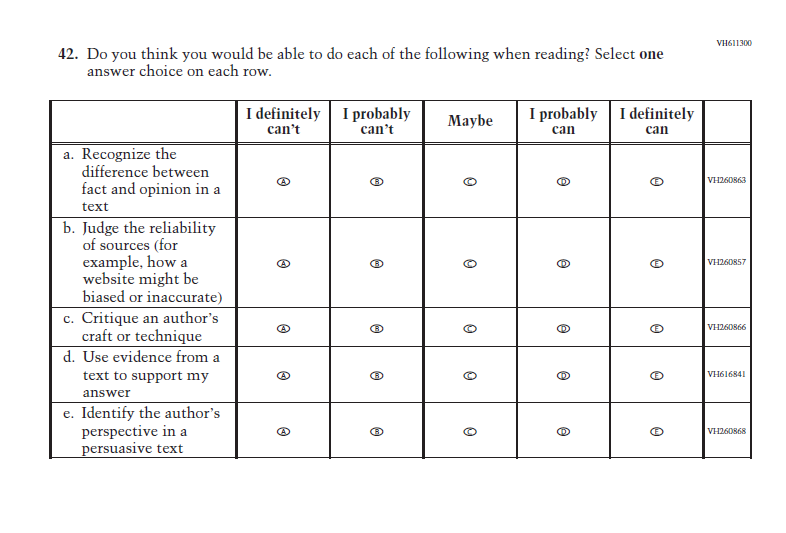 VH611300
42. Do you think you would be able to do each of the following when reading? Select one
answer choice on each row.
I definitely can't I probably can't Maybe I probably can I definitely can
a. Recognize the
difference between
fact and opinion in a
text
A B C D E VH260863
b. Judge the reliability
of sources (for
example, how a
website might be
biased or inaccurate)
A B C D E VH260857
c. Critique an author's
craft or technique
A B C D E VH260866
d. Use evidence from a
text to support my
answer
A B C D E VH616841
e. Identify the author's
perspective in a
persuasive text
A B C D E VH260868